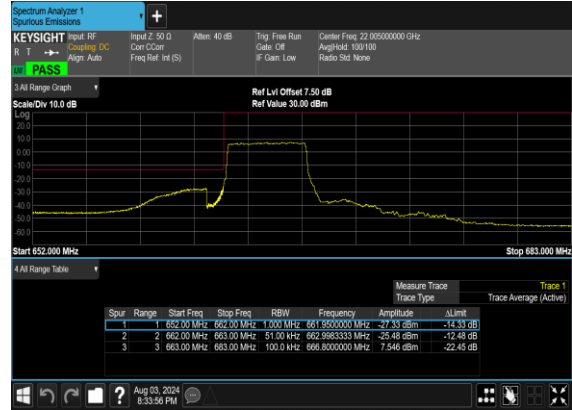 Spectrum Analyzer 1
Spurious Emissions
+
KEYSIGHT Input: RF Input Z: 50 Ω Atten: 40 dB Trig: Free Run Center Freq: 22.005000000 GHz
R T Coupling: DC Corr CCorr Gate: Off Avg|Hold: 100/100
Align: Auto Freq Ref: Int (S) IF Gain: Low Radio Std: None
LM PASS
3 All Range Graph
Ref Lvl Offset 7.50 dB
Scale/Div 10.0 dB Ref Value 30.00 dBm
Log
20.0
10.0
0.00
-10.0
-20.0
-30.0
-40.0
-50.0
-60.0
Start 652.000 MHz Stop 683.000 MHz
4 All Range Table
Measure Trace Trace 1
Trace Type Trace Average (Active)
Spur Range Start Freq Stop Freq RBW Frequency Amplitude ΔLimit
1 1 652.00 MHz 662.00 MHz 1.000 MHz 661.9500000 MHz -27.33 dBm -14.33 dB
2 2 662.00 MHz 663.00 MHz 51.00 kHz 662.9983333 MHz -25.48 dBm -12.48 dB
3 3 663.00 MHz 683.00 MHz 100.0 kHz 666.8000000 MHz 7.546 dBm -22.45 dB
? Aug 03, 2024
8:33:56 PM